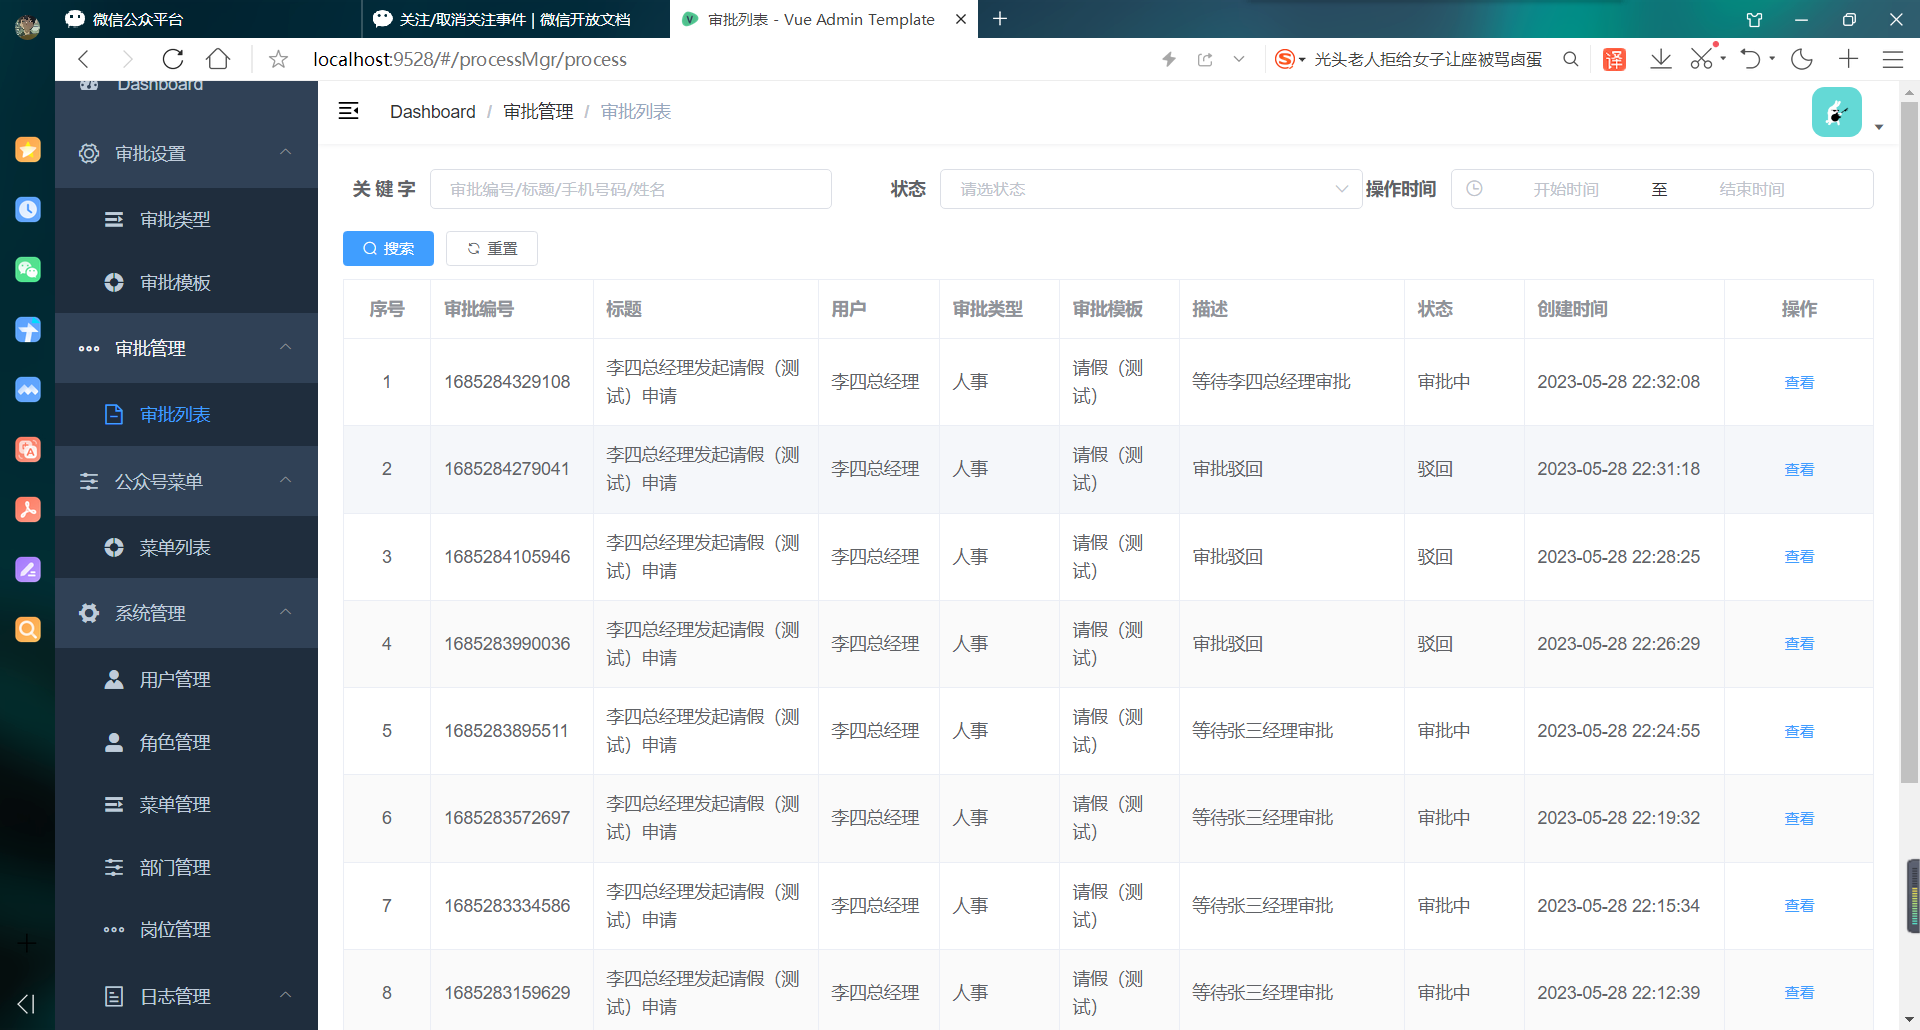 微信公众平台
关注/取消关注事件 | 微信开放文档
审批列表 - Vue Admin Template
localhost:9528/#/processMgr/process
光头老人拒给女子让座被骂卤蛋
译
Dashboard
审批设置
审批类型
审批模板
审批管理
审批列表
公众号菜单
菜单列表
系统管理
用户管理
角色管理
菜单管理
部门管理
岗位管理
日志管理
Dashboard / 审批管理 / 审批列表
关 键 字 审批编号/标题/手机号码/姓名 状态 请选状态 操作时间 开始时间 至 结束时间
搜索 重置
序号 审批编号 标题 用户 审批类型 审批模板 描述 状态 创建时间 操作
1 1685284329108 李四总经理发起请假（测 李四总经理 人事 请假（测 等待李四总经理审批 审批中 2023-05-28 22:32:08 查看
试）申请 试）
2 1685284279041 李四总经理发起请假（测 李四总经理 人事 请假（测 审批驳回 驳回 2023-05-28 22:31:18 查看
试）申请 试）
3 1685284105946 李四总经理发起请假（测 李四总经理 人事 请假（测 审批驳回 驳回 2023-05-28 22:28:25 查看
试）申请 试）
4 1685283990036 李四总经理发起请假（测 李四总经理 人事 请假（测 审批驳回 驳回 2023-05-28 22:26:29 查看
试）申请 试）
5 1685283895511 李四总经理发起请假（测 李四总经理 人事 请假（测 等待张三经理审批 审批中 2023-05-28 22:24:55 查看
试）申请 试）
6 1685283572697 李四总经理发起请假（测 李四总经理 人事 请假（测 等待张三经理审批 审批中 2023-05-28 22:19:32 查看
试）申请 试）
7 1685283334586 李四总经理发起请假（测 李四总经理 人事 请假（测 等待张三经理审批 审批中 2023-05-28 22:15:34 查看
试）申请 试）
8 1685283159629 李四总经理发起请假（测 李四总经理 人事 请假（测 等待张三经理审批 审批中 2023-05-28 22:12:39 查看
试）申请 试）